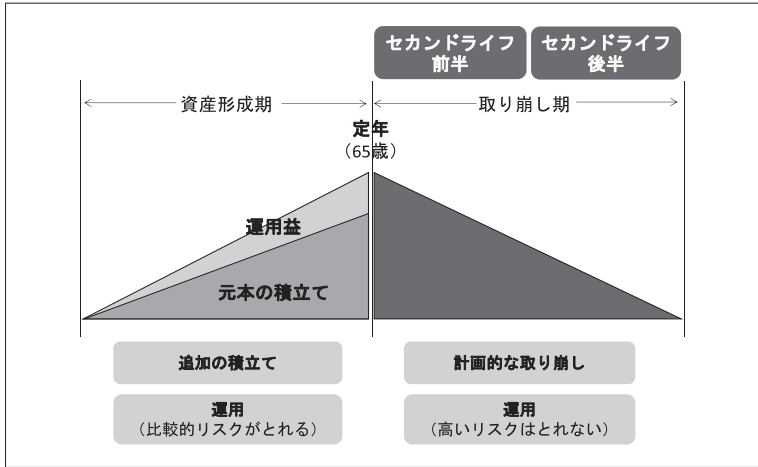 セカンドライフ
前半
セカンドライフ
後半
資産形成期
取り崩し期
定年
（65歳）
運用益
元本の積立て
追加の積立て
計画的な取り崩し
運用
（比較的リスクがとれる）
運用
（高いリスクはとれない）